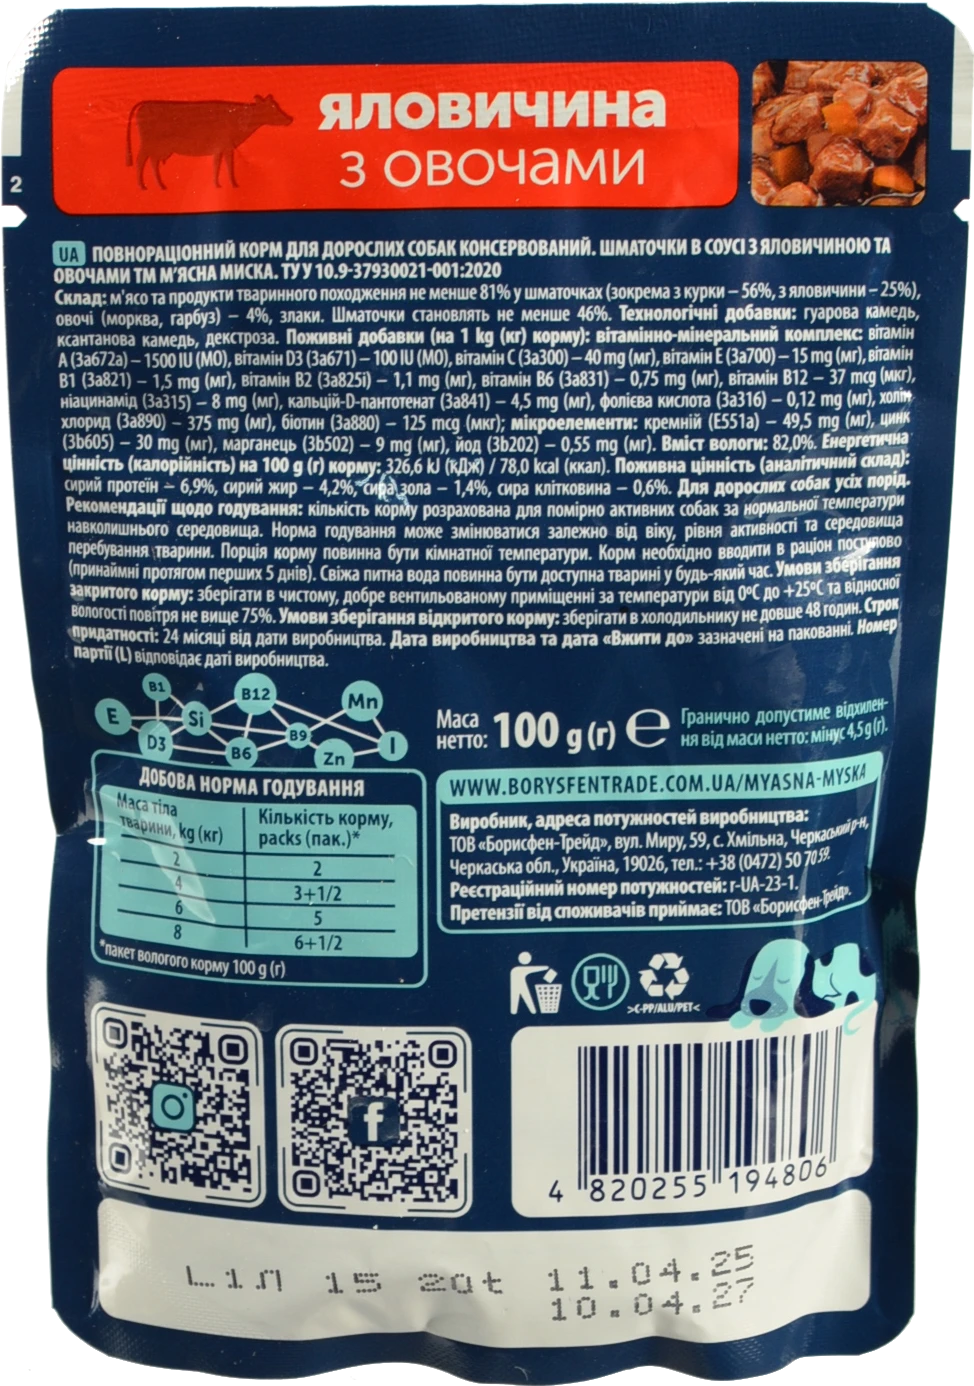 ЯЛОВИЧИНА
З ОВОЧАМИ
2
UA ПОВНОРАЦІОННИЙ КОРМ ДЛЯ ДОРОСЛИХ СОБАК КОНСЕРВОВАНИЙ. ШМАТОЧКИ В СОУСІ З ЯЛОВИЧИНОЮ ТА
ОВОЧАМИ ТМ М'ЯСНА МИСКА. ТУ У 10.9-37930021-001:2020
Склад: м'ясо та продукти тваринного походження не менше 81% у шматочках (зокрема з курки – 56%, з яловичини – 25%),
овочі (морква, гарбуз) – 4%, злаки. Шматочки становлять не менше 46%. Технологічні добавки: гуарова камедь,
ксантанова камедь, декстроза. Поживні добавки (на 1 kg (кг) корму): вітамінно-мінеральний комплекс: вітамін
А (3a672a) – 1500 IU (МО), вітамін D3 (3a671) – 100 IU (МО), вітамін С (3a300) – 40 mg (мг), вітамін Е (3a700) – 15 mg (мг), вітамін
В1 (3a821) – 1,5 mg (мг), вітамін В2 (3a825i) – 1,1 mg (мг), вітамін В6 (3a831) – 0,75 mg (мг), вітамін В12 – 37 mcg (мкг),
ніацинамід (3a315) – 8 mg (мг), кальцій-D-пантотенат (3a841) – 4,5 mg (мг), фолієва кислота (3a316) – 0,12 mg (мг), холін
хлорид (3a890) – 375 mg (мг), біотин (3a880) – 125 mcg (мкг); мікроелементи: кремній (E551a) – 49,5 mg (мг), цинк
(3b605) – 30 mg (мг), марганець (3b502) – 9 mg (мг), йод (3b202) – 0,55 mg (мг). Вміст вологи: 82,0%. Енергетична
цінність (калорійність) на 100 g (г) корму: 326,6 kJ (кДж) / 78,0 kcal (ккал). Поживна цінність (аналітичний склад):
сирий протеїн – 6,9%, сирий жир – 4,2%, сира зола – 1,4%, сира клітковина – 0,6%. Для дорослих собак усіх порід.
Рекомендації щодо годування: кількість корму розрахована для помірно активних собак за нормальної температури
навколишнього середовища. Норма годування може змінюватися залежно від віку, рівня активності та середовища
перебування тварини. Порція корму повинна бути кімнатної температури. Корм необхідно вводити в раціон поступово
(принаймні протягом перших 5 днів). Свіжа питна вода повинна бути доступна тварині у будь-який час. Умови зберігання
закритого корму: зберігати в чистому, добре вентильованому приміщенні за температури від 0ºС до +25ºС та відносної
вологості повітря не вище 75%. Умови зберігання відкритого корму: зберігати в холодильнику не довше 48 годин. Строк
придатності: 24 місяці від дати виробництва. Дата виробництва та дата «Вжити до» зазначені на пакованні. Номер
партії (L) відповідає даті виробництва.
E B1 D3 Si B12 B6 B9 Mn Zn I
Маса
нетто: 100 g (г) ℮
Гранично допустиме відхилен-
ня від маси нетто: мінус 4,5 g (г).
ДОБОВА НОРМА ГОДУВАННЯ
Маса тіла
тварини, kg (кг)
Кількість корму,
packs (пак.)*
2 2
4 3+1/2
6 5
8 6+1/2
*пакет вологого корму 100 g (г)
WWW.BORYSFENTRADE.COM.UA/MYASNA-MYSKA
Виробник, адреса потужностей виробництва:
ТОВ «Борисфен-Трейд», вул. Миру, 59, с. Хмільна, Черкаський р-н,
Черкаська обл., Україна, 19026, тел.: +38 (0472) 50 70 59.
Реєстраційний номер потужностей: r-UA-23-1.
Претензії від споживачів приймає: ТОВ «Борисфен-Трейд».
>C-PP/ALU/PET<
4 820255 194806
L1Л 15 2at 11.04.25
10.04.27